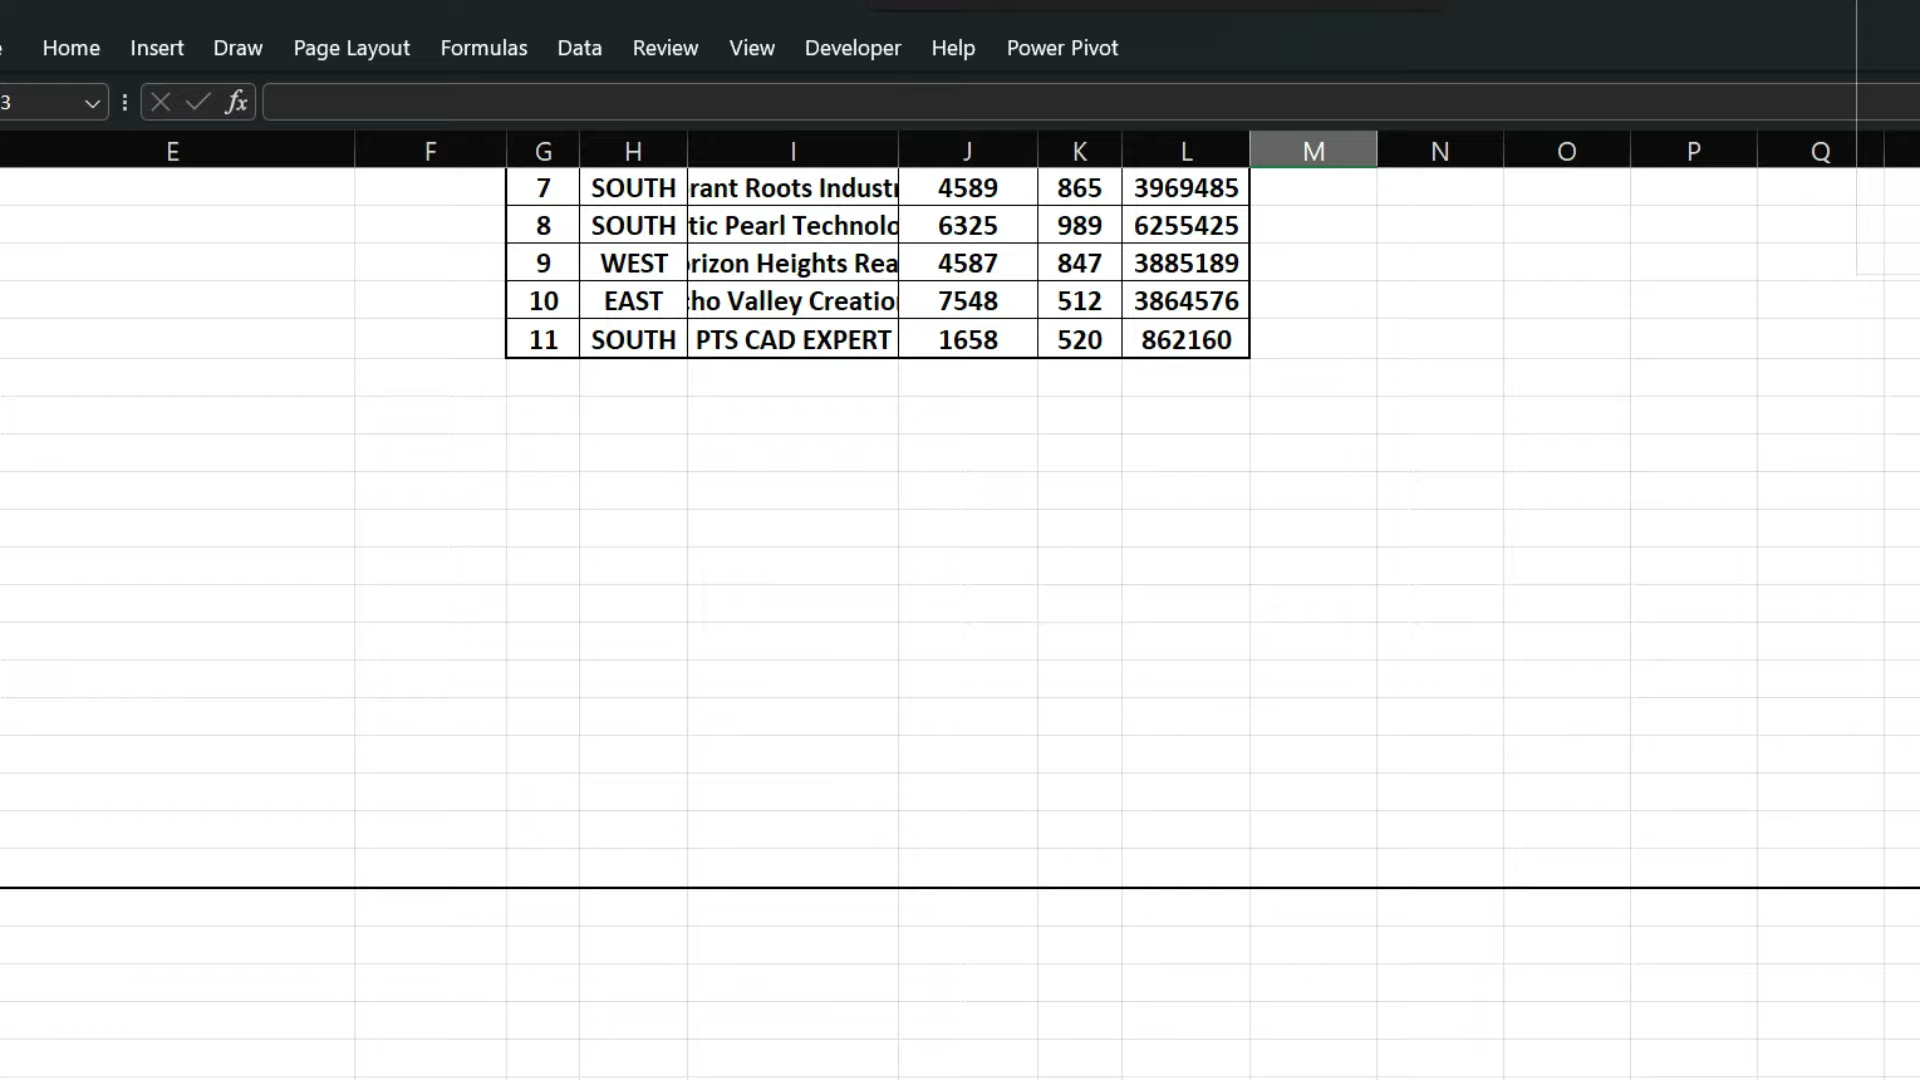 Home Insert Draw Page Layout Formulas Data Review View Developer Help Power Pivot
3 fx
E F G H I J K L M N O P Q
7 SOUTH rant Roots Industr 4589 865 3969485
8 SOUTH tic Pearl Technolo 6325 989 6255425
9 WEST rizon Heights Rea 4587 847 3885189
10 EAST ho Valley Creatio 7548 512 3864576
11 SOUTH PTS CAD EXPERT 1658 520 862160